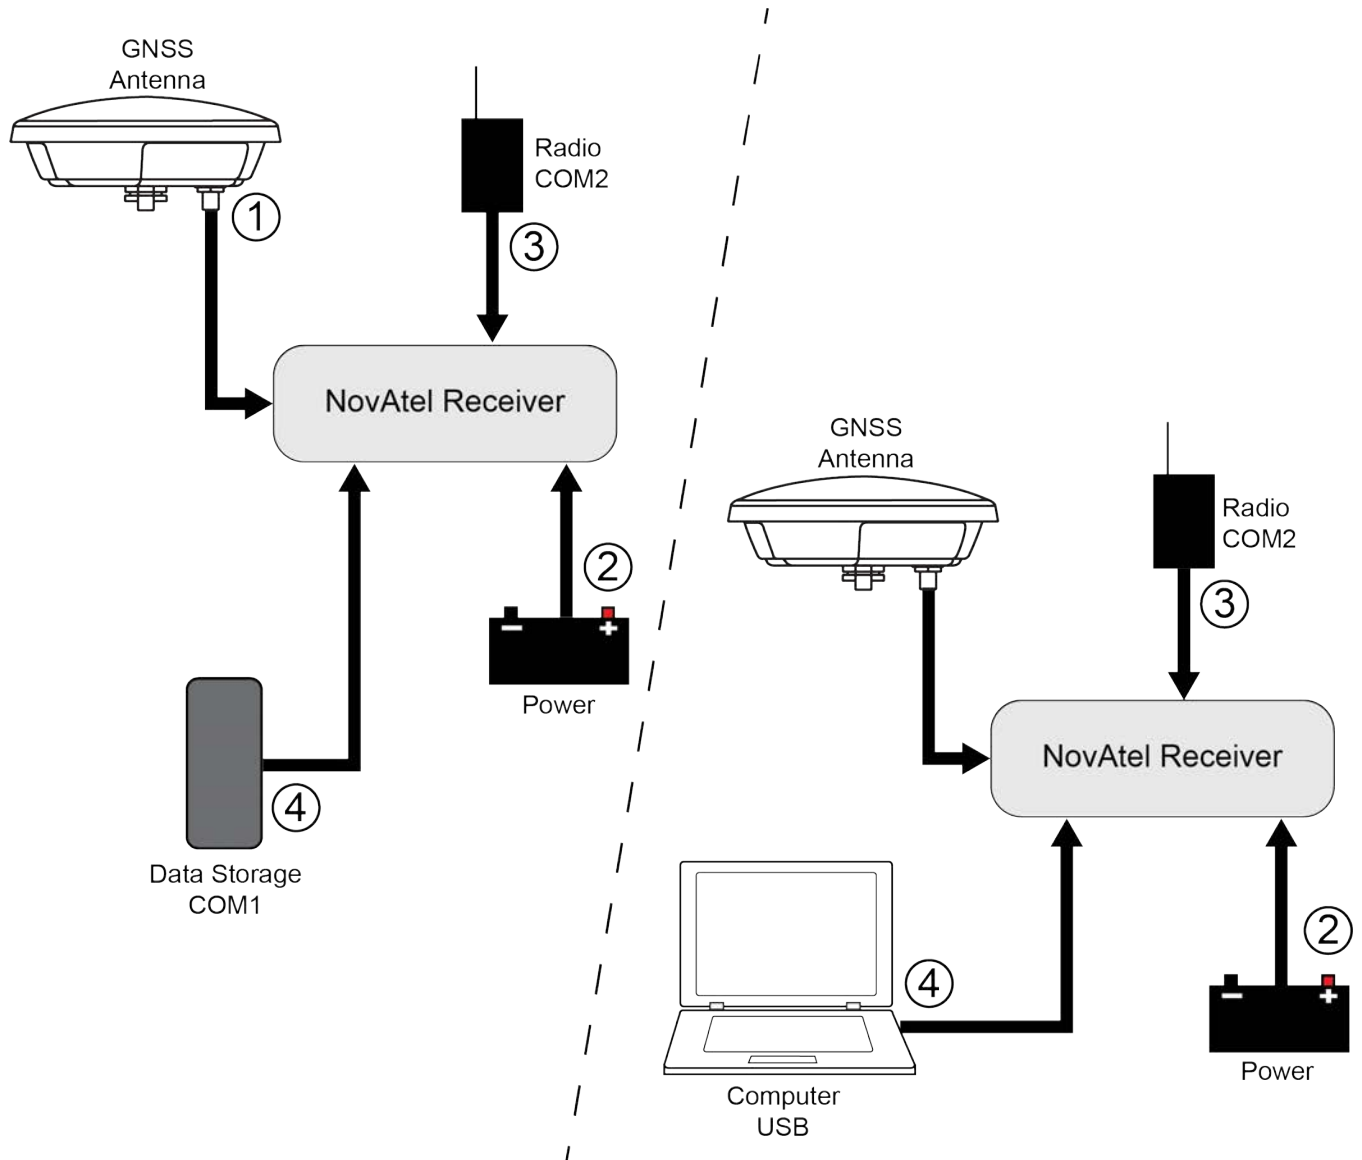 GNSS
Antenna
1
Radio
COM2
3
NovAtel Receiver
2
Power
4
Data Storage
COM1
GNSS
Antenna
Radio
COM2
3
NovAtel Receiver
2
Power
4
Computer
USB